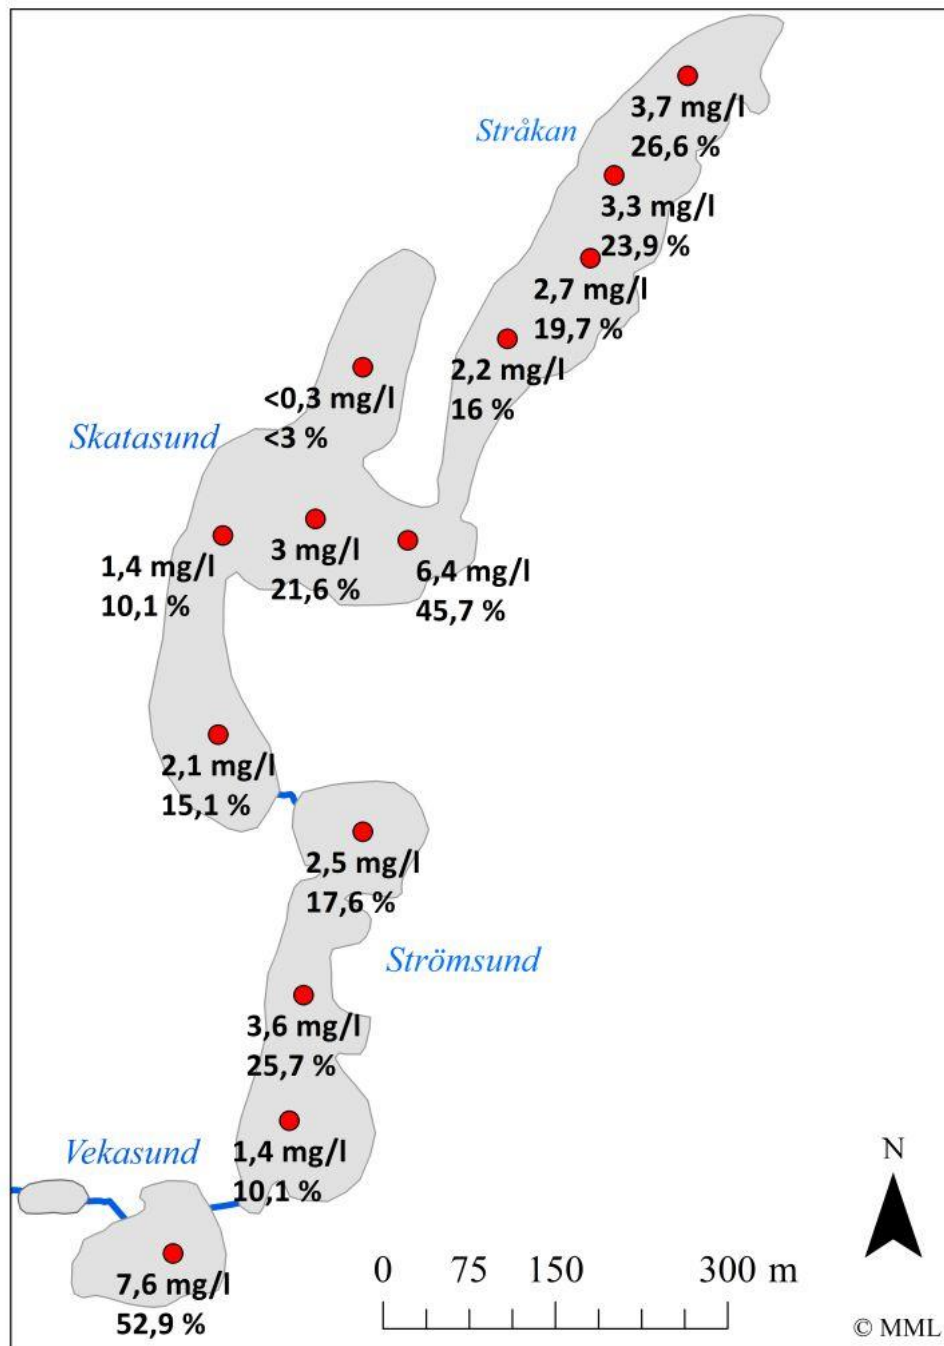 3,7 mg/l
26,6 %
Stråkan
3,3 mg/l
23,9 %
2,7 mg/l
19,7 %
2,2 mg/l
16 %
<0,3 mg/l
<3 %
Skatasund
1,4 mg/l
10,1 %
3 mg/l
21,6 %
6,4 mg/l
45,7 %
2,1 mg/l
15,1 %
2,5 mg/l
17,6 %
Strömsund
3,6 mg/l
25,7 %
1,4 mg/l
10,1 %
Vekasund
7,6 mg/l
52,9 %
N
0 75 150 300 m
© MML